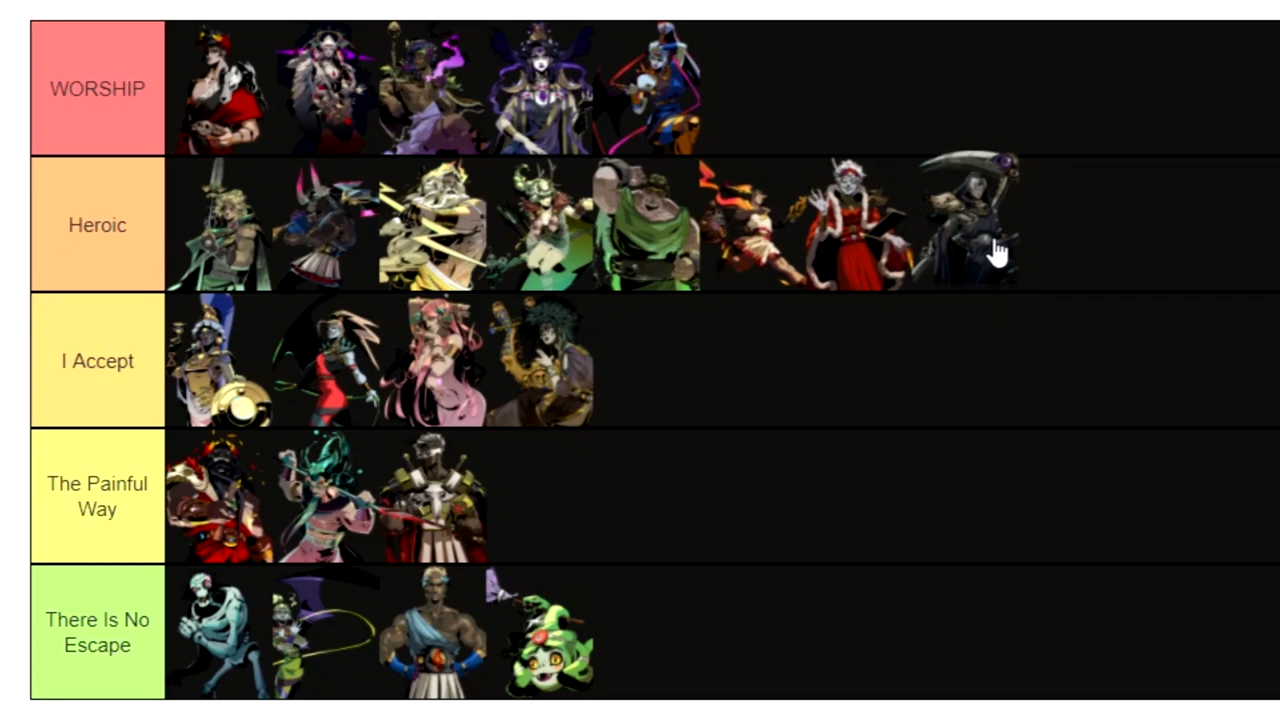 WORSHIP
Heroic
I Accept
The Painful
Way
There Is No
Escape